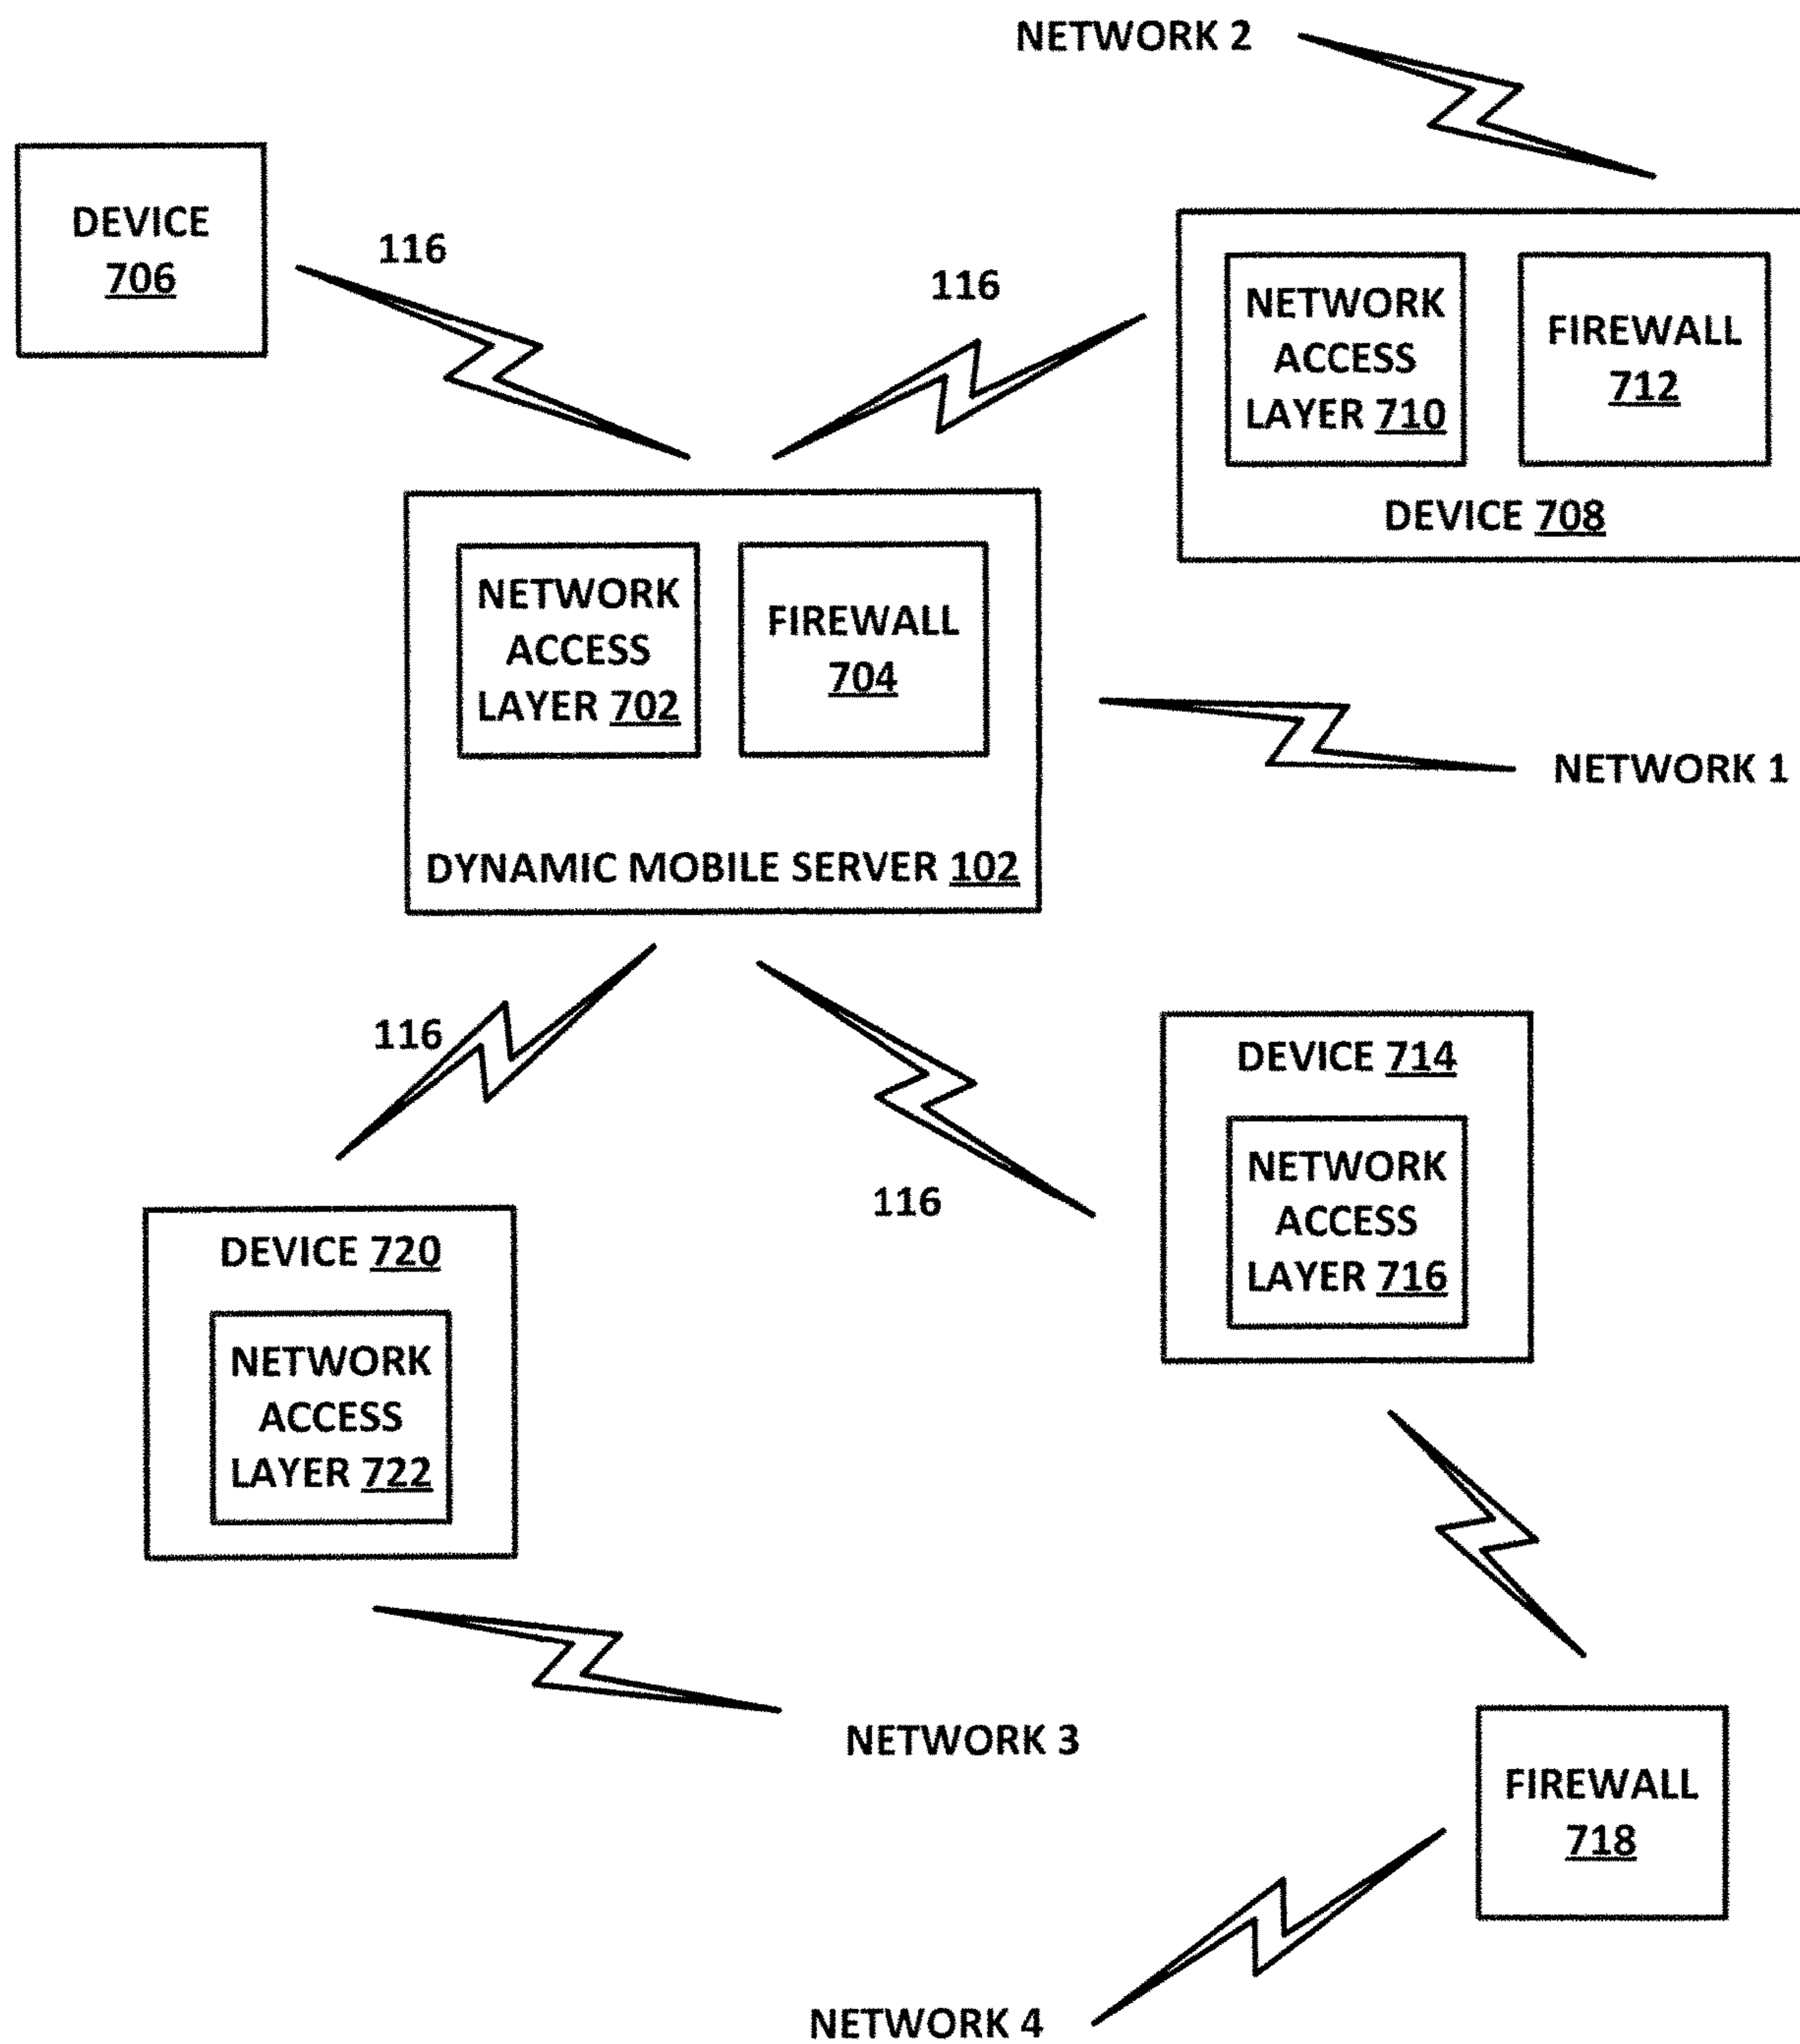 NETWORK 2
DEVICE
706
116
116
NETWORK
ACCESS
LAYER 710
FIREWALL
712
DEVICE 708
NETWORK
ACCESS
LAYER 702
FIREWALL
704
DYNAMIC MOBILE SERVER 102
NETWORK 1
116
116
DEVICE 714
NETWORK
ACCESS
LAYER 716
DEVICE 720
NETWORK
ACCESS
LAYER 722
NETWORK 3
FIREWALL
718
NETWORK 4